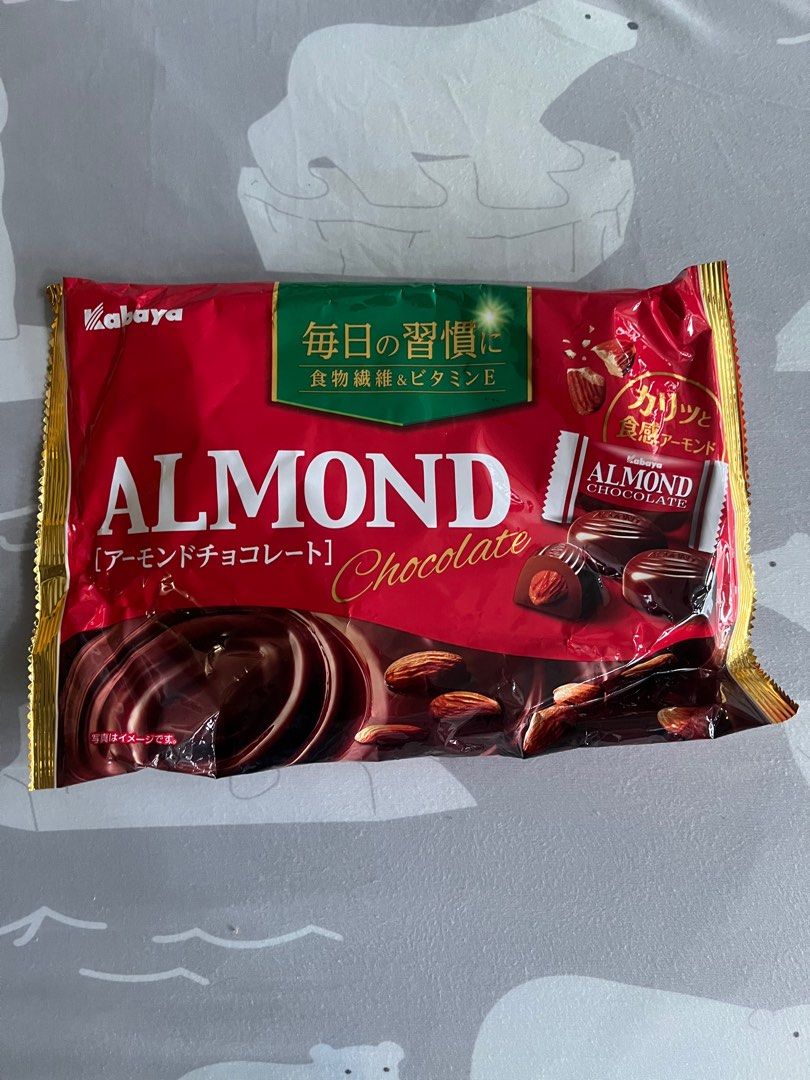 Kabaya
毎日の習慣に
食物繊維&ビタミンE
カリッと
食感アーモンド
Kabaya
ALMOND
CHOCOLATE
ALMOND
[アーモンドチョコレート]
Chocolate
写真はイメージです。